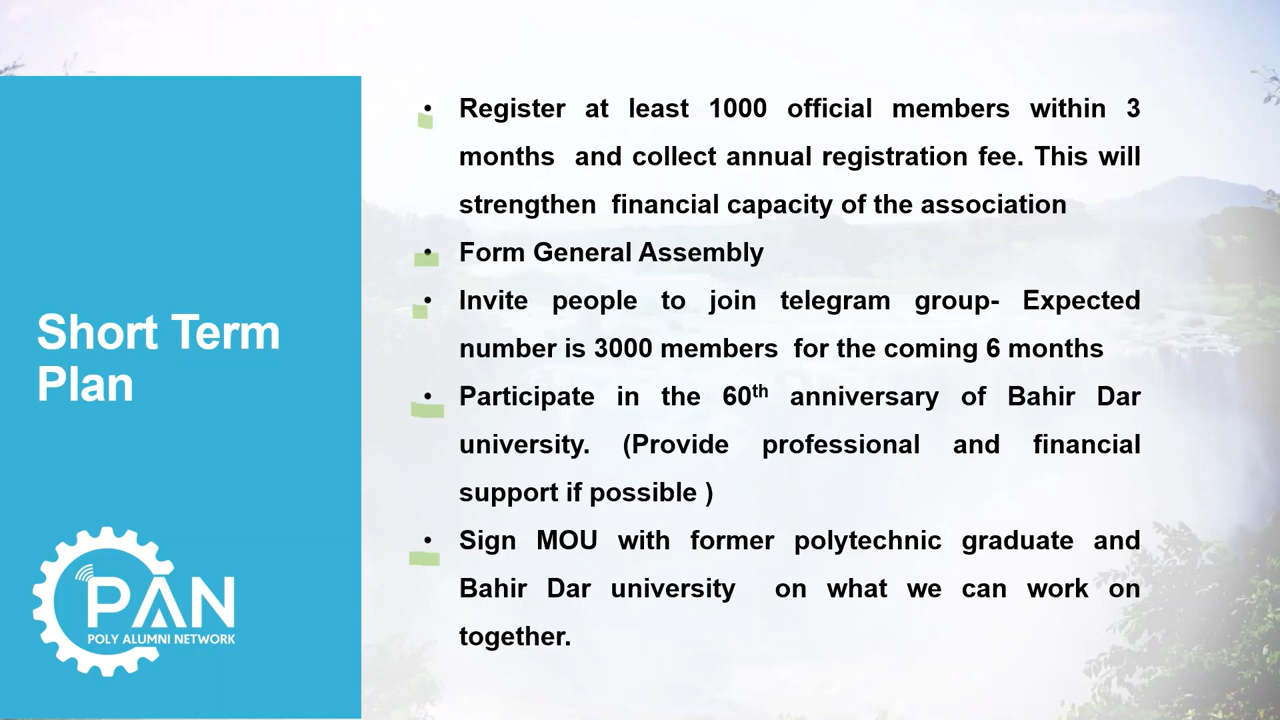 Short Term
Plan
PAN
POLY ALUMNI NETWORK
• Register at least 1000 official members within 3
months and collect annual registration fee. This will
strengthen financial capacity of the association
• Form General Assembly
• Invite people to join telegram group- Expected
number is 3000 members for the coming 6 months
• Participate in the 60th anniversary of Bahir Dar
university. (Provide professional and financial
support if possible )
• Sign MOU with former polytechnic graduate and
Bahir Dar university on what we can work on
together.